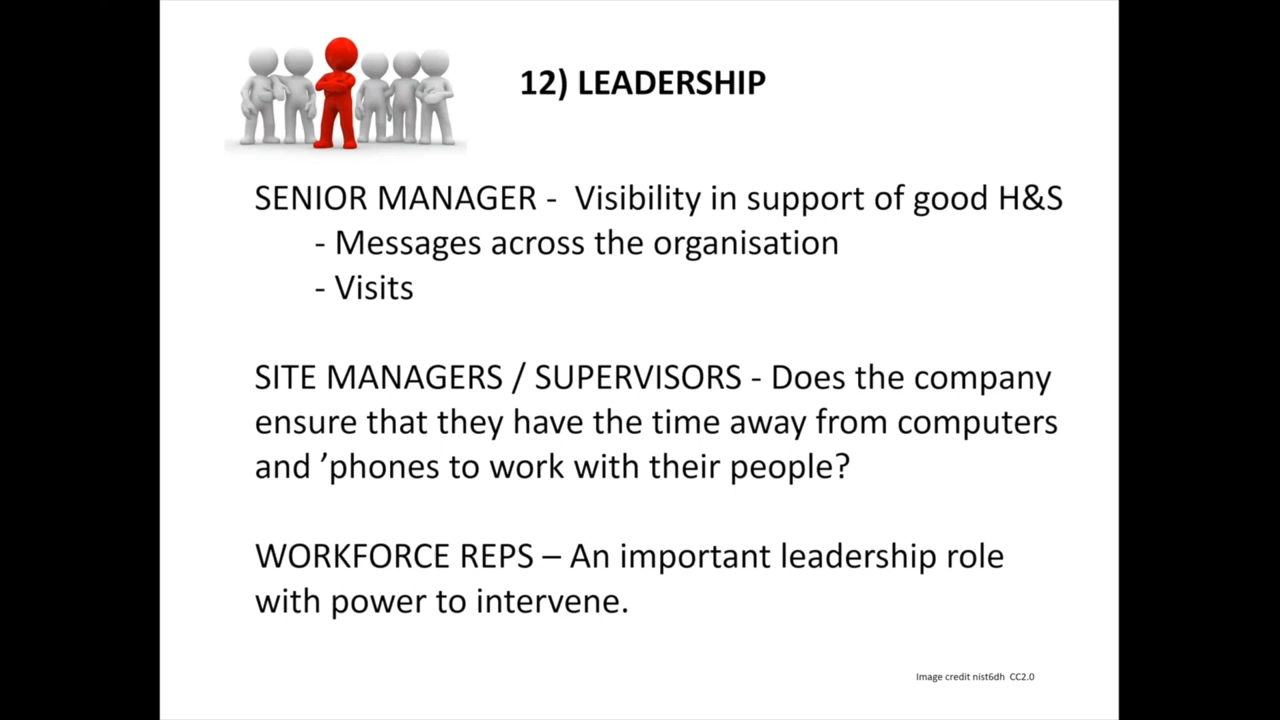 12) LEADERSHIP
SENIOR MANAGER - Visibility in support of good H&S
- Messages across the organisation
- Visits
SITE MANAGERS / SUPERVISORS - Does the company
ensure that they have the time away from computers
and ’phones to work with their people?
WORKFORCE REPS – An important leadership role
with power to intervene.
Image credit nist6dh CC2.0